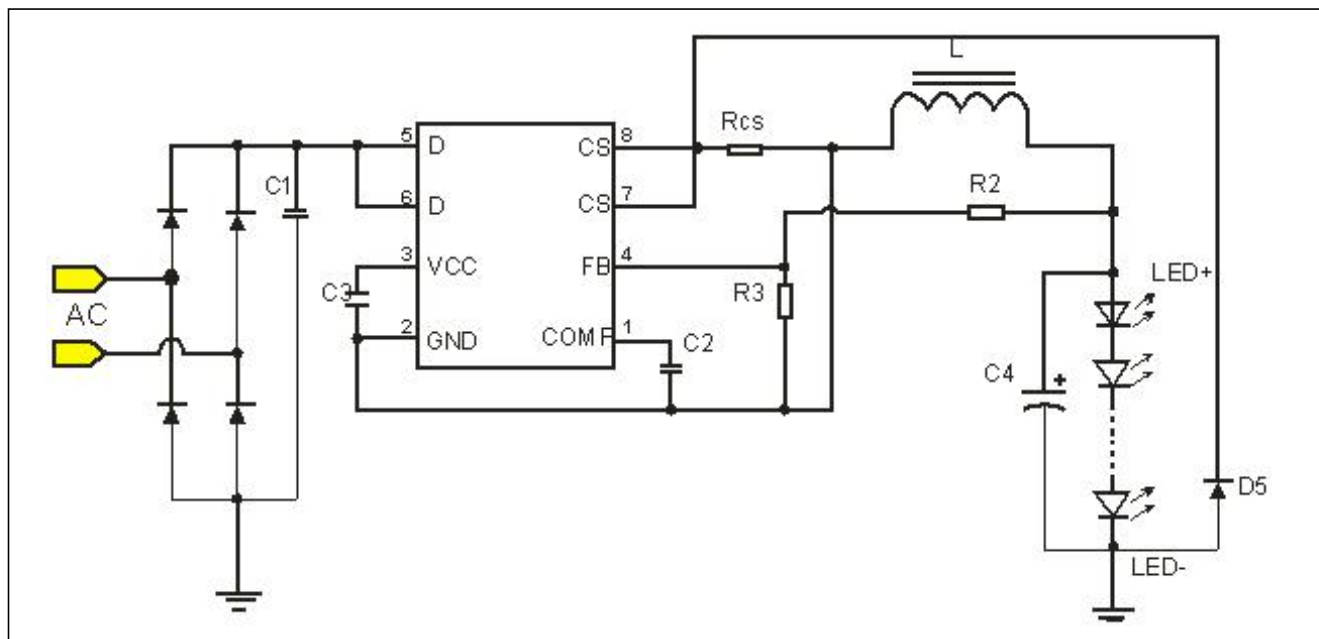 L
Rcs
5 D CS 8
C1
6 D CS 7
R2
3 VCC FB 4
LED+
C3
R3
AC
2 GND COMP 1
C2
C4
+
D5
LED-